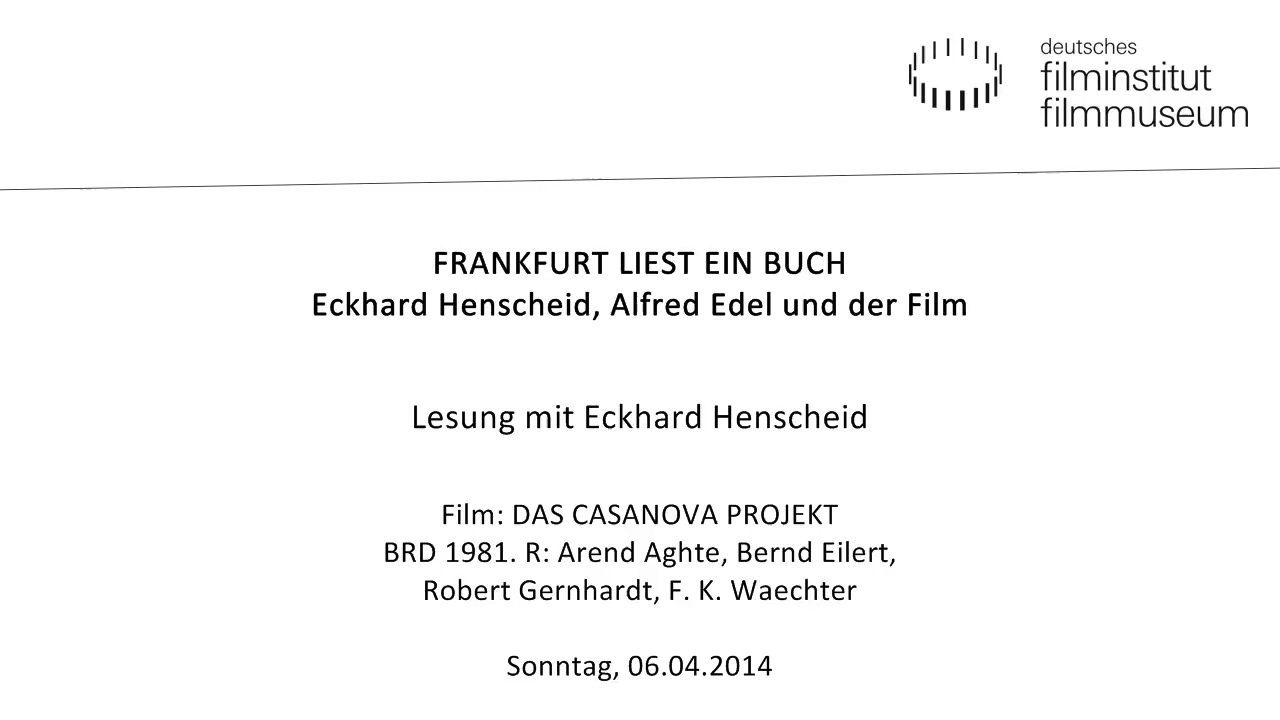 deutsches
filminstitut
filmmuseum
FRANKFURT LIEST EIN BUCH
Eckhard Henscheid, Alfred Edel und der Film
Lesung mit Eckhard Henscheid
Film: DAS CASANOVA PROJEKT
BRD 1981. R: Arend Aghte, Bernd Eilert,
Robert Gernhardt, F. K. Waechter
Sonntag, 06.04.2014